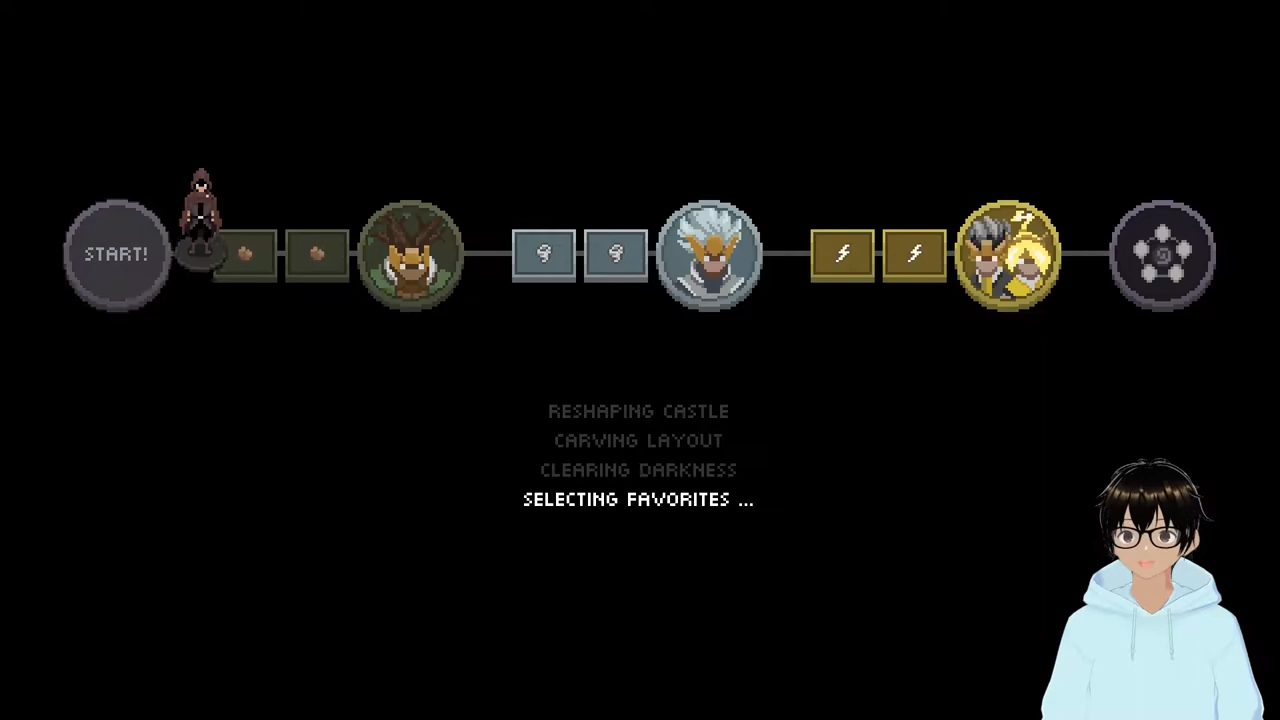 START!
RESHAPING CASTLE
CARVING LAYOUT
CLEARING DARKNESS
SELECTING FAVORITES ...